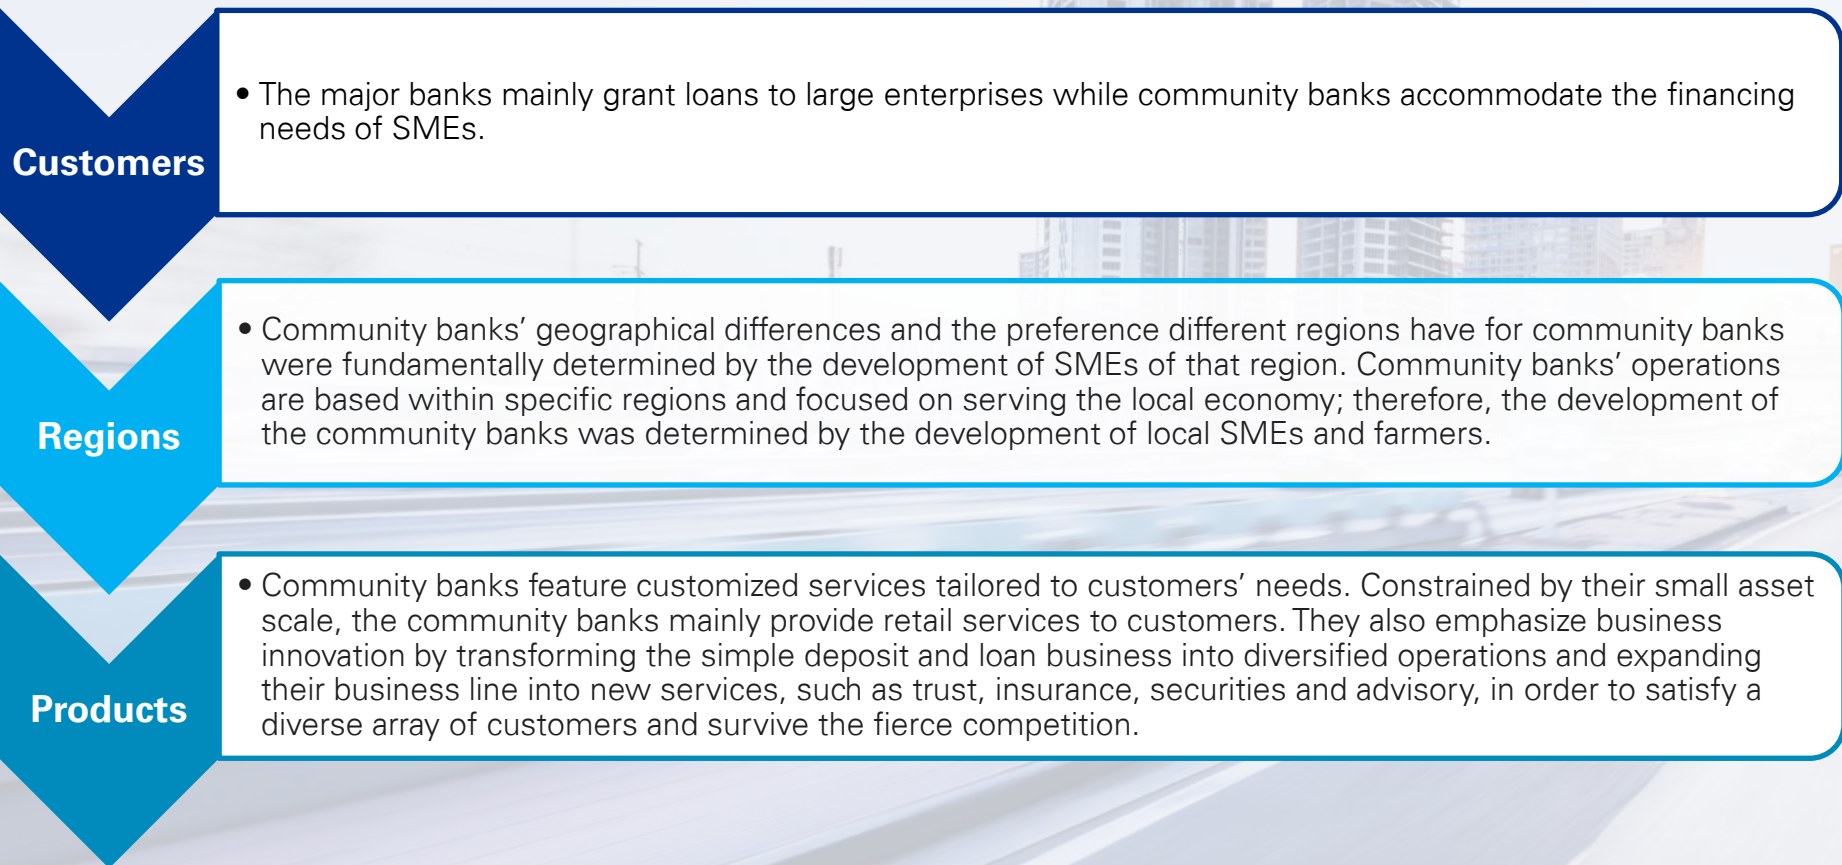 Customers
• The major banks mainly grant loans to large enterprises while community banks accommodate the financing
needs of SMEs.
Regions
• Community banks’ geographical differences and the preference different regions have for community banks
were fundamentally determined by the development of SMEs of that region. Community banks’ operations
are based within specific regions and focused on serving the local economy; therefore, the development of
the community banks was determined by the development of local SMEs and farmers.
Products
• Community banks feature customized services tailored to customers’ needs. Constrained by their small asset
scale, the community banks mainly provide retail services to customers. They also emphasize business
innovation by transforming the simple deposit and loan business into diversified operations and expanding
their business line into new services, such as trust, insurance, securities and advisory, in order to satisfy a
diverse array of customers and survive the fierce competition.